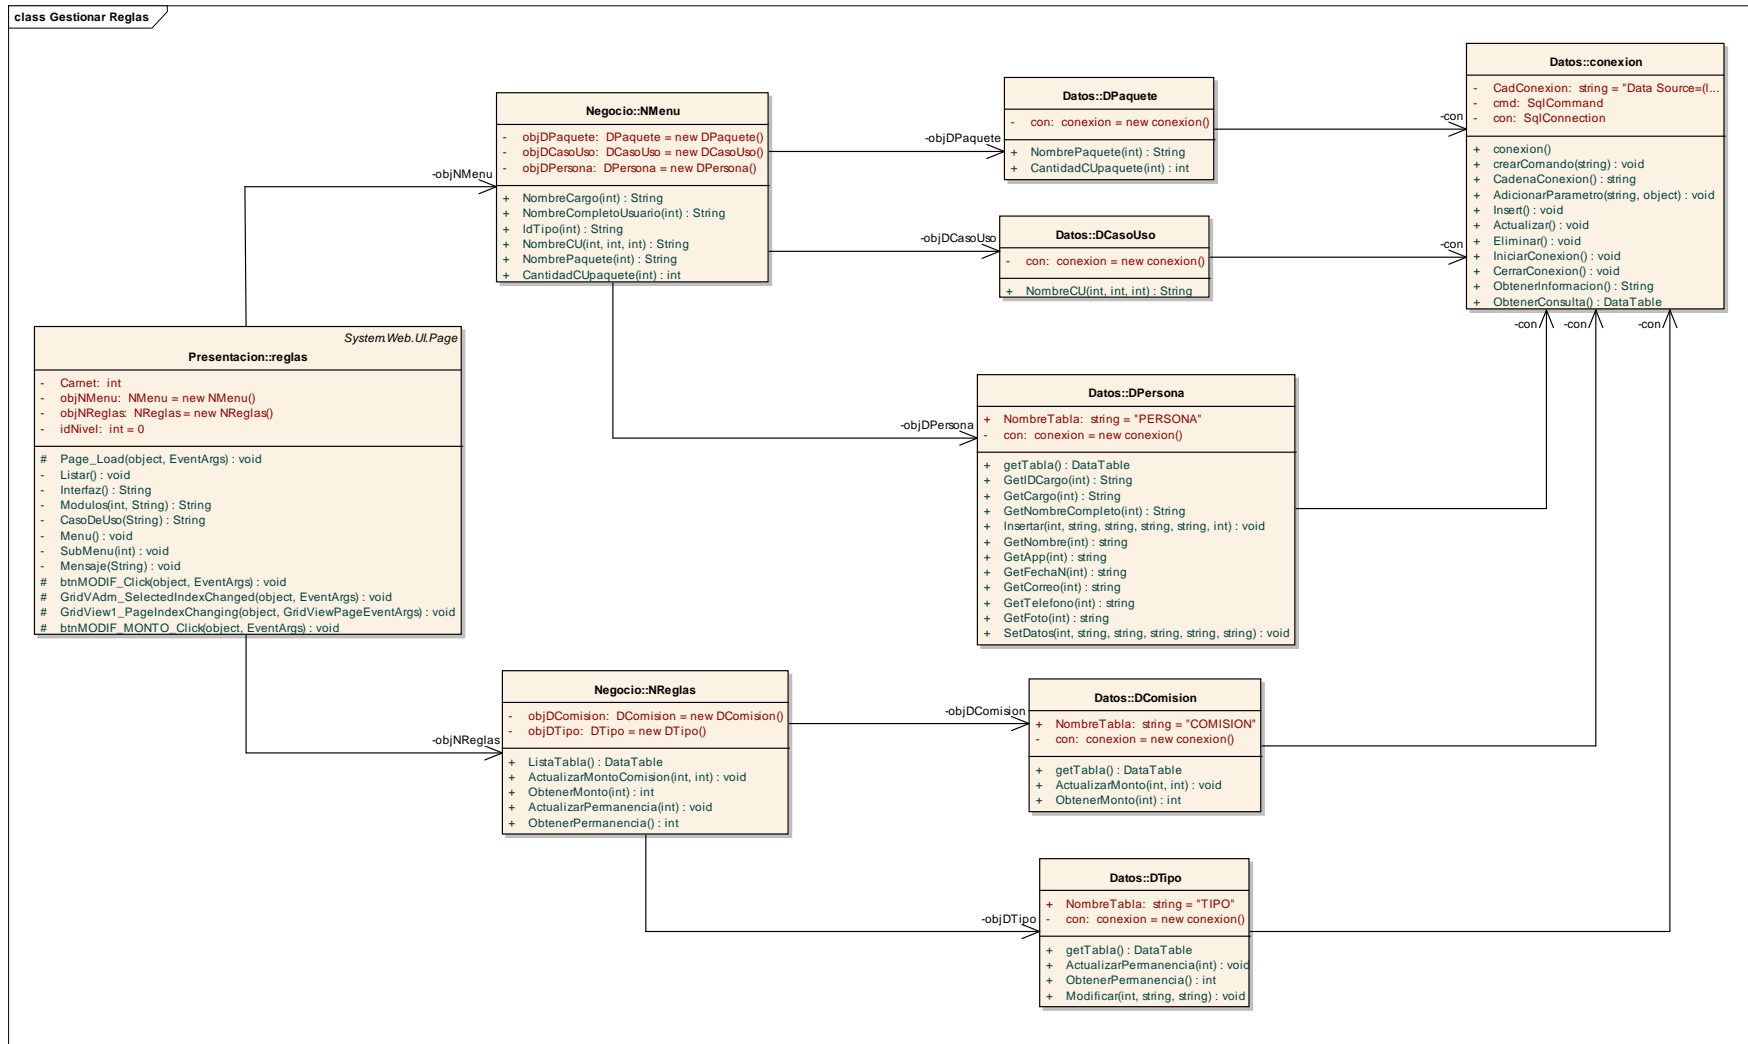 class Gestionar Reglas
Negocio::NMenu
- objDPaquete: DPaquete = new DPaquete()
- objDCasoUso: DCasoUso = new DCasoUso()
- objDPersona: DPersona = new DPersona()
+ NombreCargo(int) : String
+ NombreCompletoUsuario(int) : String
+ IdTipo(int) : String
+ NombreCU(int, int, int) : String
+ NombrePaquete(int) : String
+ CantidadCUpaquete(int) : int
Datos::DPaquete
- con: conexion = new conexion()
+ NombrePaquete(int) : String
+ CantidadCUpaquete(int) : int
Datos::conexion
- CadConexion: string = "Data Source=(l...
- cmd: SqlCommand
- con: SqlConnection
+ conexion()
+ crearComando(string) : void
+ CadenaConexion() : string
+ AdicionarParametro(string, object) : void
+ Insert() : void
+ Actualizar() : void
+ Eliminar() : void
+ IniciarConexion() : void
+ CerrarConexion() : void
+ ObtenerInformacion() : String
+ ObtenerConsulta() : DataTable
-objDPaquete
-con
-objNMenu
-objDCasoUso
-con
Datos::DCasoUso
- con: conexion = new conexion()
+ NombreCU(int, int, int) : String
-con
-con
-con
System.Web.UI.Page
Presentacion::reglas
- Carnet: int
- objNMenu: NMenu = new NMenu()
- objNReglas: NReglas = new NReglas()
- idNivel: int = 0
# Page_Load(object, EventArgs) : void
- Listar() : void
- Interfaz() : String
- Modulos(int, String) : String
- CasoDeUso(String) : String
- Menu() : void
- SubMenu(int) : void
- Mensaje(String) : void
# btnMODIF_Click(object, EventArgs) : void
# GridVAdm_SelectedIndexChanged(object, EventArgs) : void
# GridView1_PageIndexChanging(object, GridViewPageEventArgs) : void
# btnMODIF_MONTO_Click(object, EventArgs) : void
-objDPersona
Datos::DPersona
+ NombreTabla: string = "PERSONA"
- con: conexion = new conexion()
+ getTabla() : DataTable
+ GetIDCargo(int) : String
+ GetCargo(int) : String
+ GetNombreCompleto(int) : String
+ Insertar(int, string, string, string, string, int) : void
+ GetNombre(int) : string
+ GetApp(int) : string
+ GetFechaN(int) : string
+ GetCorreo(int) : string
+ GetTelefono(int) : string
+ GetFoto(int) : string
+ SetDatos(int, string, string, string, string, string) : void
-objNReglas
Negocio::NReglas
- objDComision: DComision = new DComision()
- objDTipo: DTipo = new DTipo()
+ ListaTabla() : DataTable
+ ActualizarMontoComision(int, int) : void
+ ObtenerMonto(int) : int
+ ActualizarPermanencia(int) : void
+ ObtenerPermanencia() : int
-objDComision
Datos::DComision
+ NombreTabla: string = "COMISION"
- con: conexion = new conexion()
+ getTabla() : DataTable
+ ActualizarMonto(int, int) : void
+ ObtenerMonto(int) : int
-objDTipo
Datos::DTipo
+ NombreTabla: string = "TIPO"
- con: conexion = new conexion()
+ getTabla() : DataTable
+ ActualizarPermanencia(int) : void
+ ObtenerPermanencia() : int
+ Modificar(int, string, string) : void